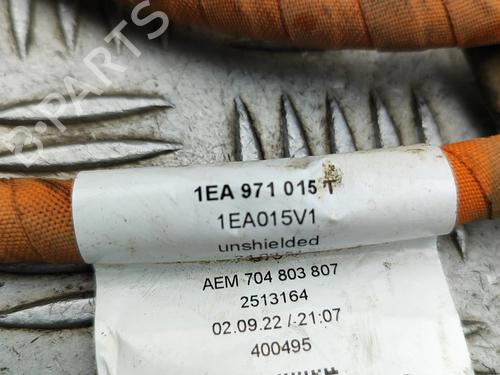 B-PARTS
1EA 971 015 T
1EA015V1
unshielded
AEM 704 803 807
2513164
02.09.22 / 21:07
400495